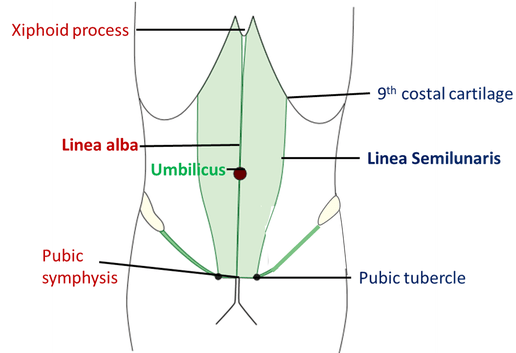 Xiphoid process
9th costal cartilage
Linea alba
Linea Semilunaris
Umbilicus
Pubic
symphysis
Pubic tubercle